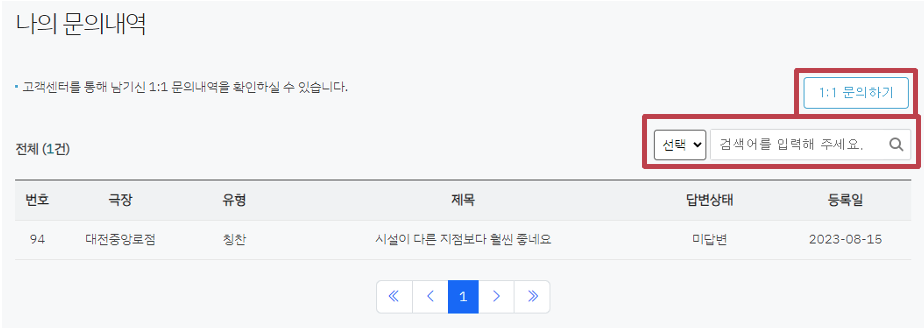 나의 문의내역
고객센터를 통해 남기신 1:1 문의내역을 확인하실 수 있습니다.
1:1 문의하기
전체 (1건)
선택 검색어를 입력해 주세요.
번호 극장 유형 제목 답변상태 등록일
94 대전중앙로점 칭찬 시설이 다른 지점보다 훨씬 좋네요 미답변 2023-08-15
1